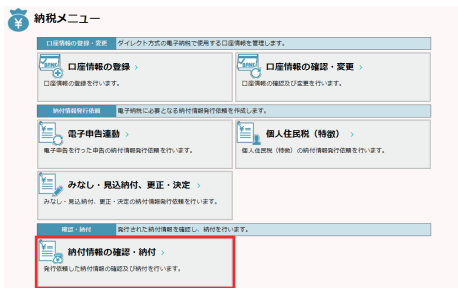 納税メニュー
口座情報の登録・変更 ダイレクト方式の電子納税で使用する口座情報を管理します。
口座情報の登録 >
口座情報の登録を行います。
口座情報の確認・変更 >
口座情報の確認及び変更を行います。
納付情報発行依頼 電子納税に必要となる納付情報発行依頼を作成します。
電子申告連動 >
電子申告を行った申告の納付情報発行依頼を行います。
個人住民税（特徴） >
個人住民税（特徴）の納付情報発行依頼を行います。
みなし・見込納付、更正・決定 >
みなし・見込納付、更正・決定の納付情報発行依頼を行います。
確認・納付 発行された納付情報を確認し、納付を行います。
納付情報の確認・納付 >
発行依頼した納付情報の確認及び納付を行います。